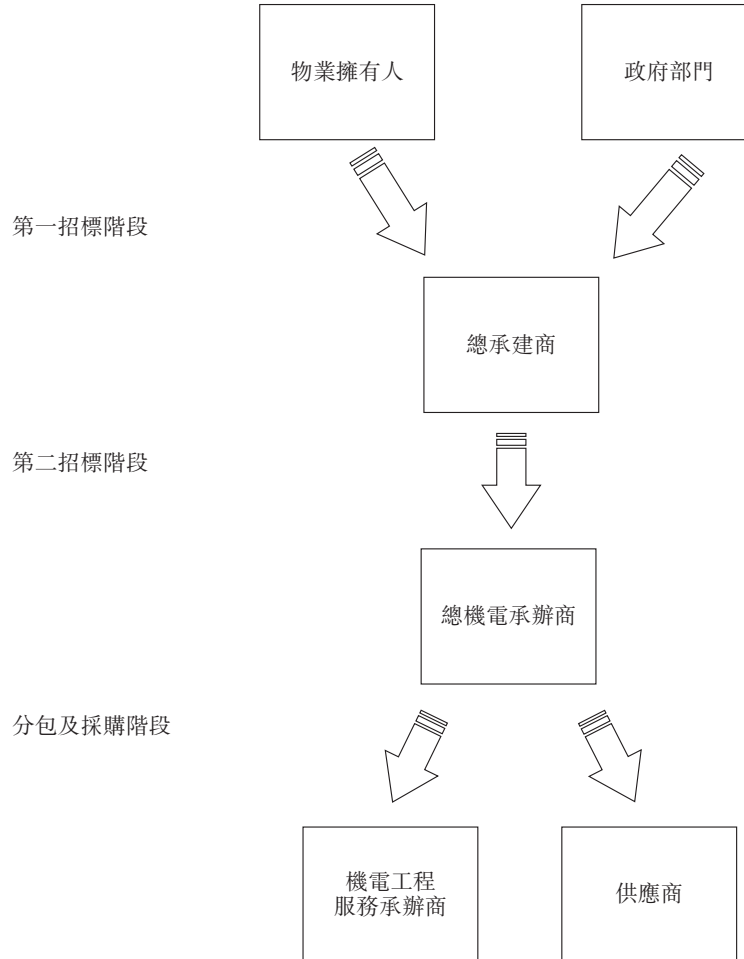 物業擁有人
政府部門
第一招標階段
總承建商
第二招標階段
總機電承辦商
分包及採購階段
機電工程
服務承辦商
供應商